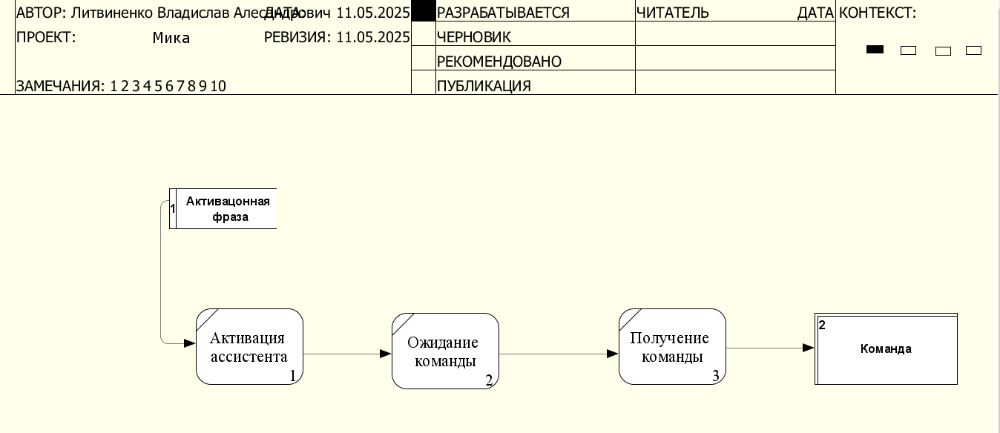 АВТОР: Литвиненко Владислав Алесандрович ДАТА: 11.05.2025
РАЗРАБАТЫВАЕТСЯ
ЧИТАТЕЛЬ ДАТА
КОНТЕКСТ:
ПРОЕКТ: Мика
РЕВИЗИЯ: 11.05.2025
ЧЕРНОВИК
РЕКОМЕНДОВАНО
ЗАМЕЧАНИЯ: 1 2 3 4 5 6 7 8 9 10
ПУБЛИКАЦИЯ
1
Активацонная
фраза
Активация
ассистента
1
Ожидание
команды
2
Получение
команды
3
2
Команда